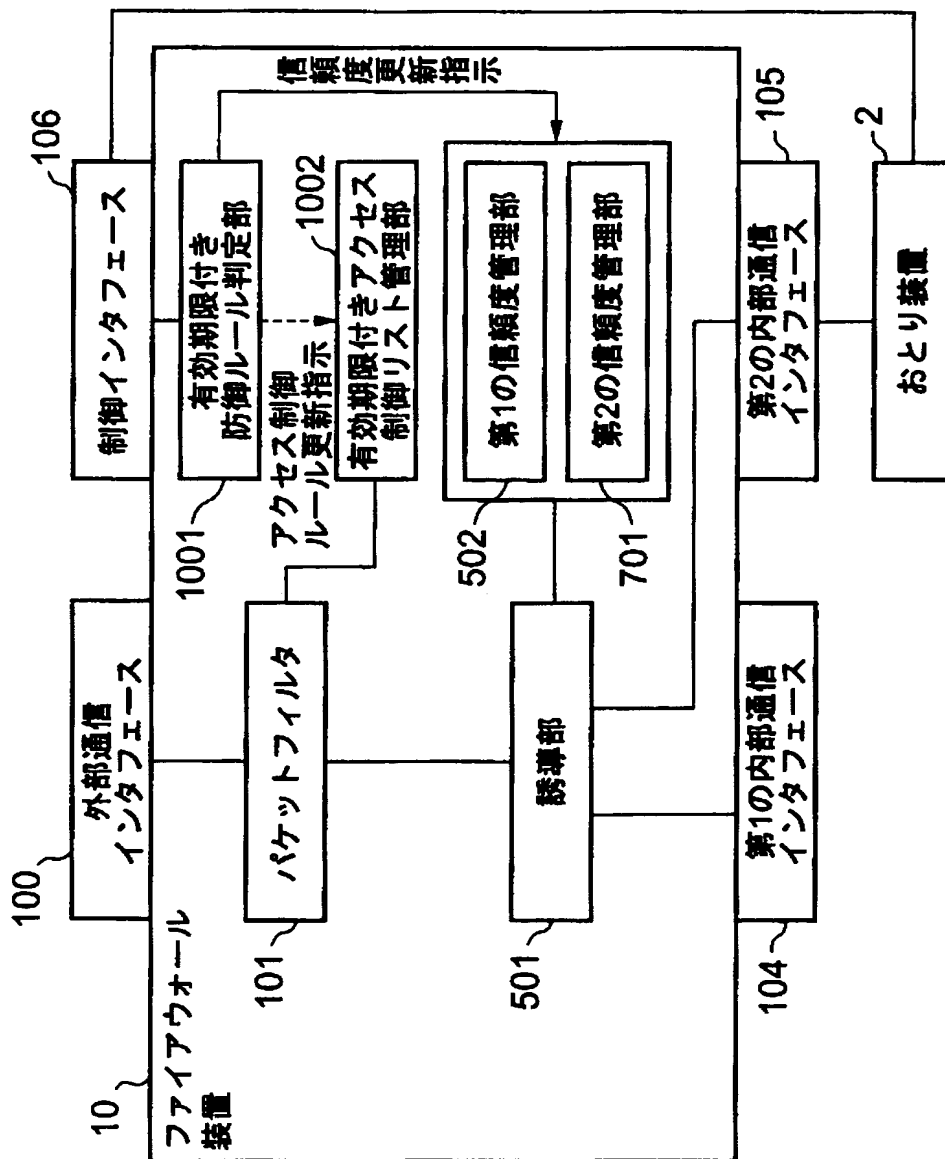 10
ファイアウォール
装置
100
外部通信
インタフェース
106
制御インタフェース
101
パケットフィルタ
1001
有効期限付き
防御ルール判定部
信頼度更新指示
アクセス制御
ルール更新指示
1002
有効期限付きアクセス
制御リスト管理部
501
誘導部
502
第1の信頼度管理部
701
第2の信頼度管理部
104
第1の内部通信
インタフェース
105
第2の内部通信
インタフェース
2
おとり装置